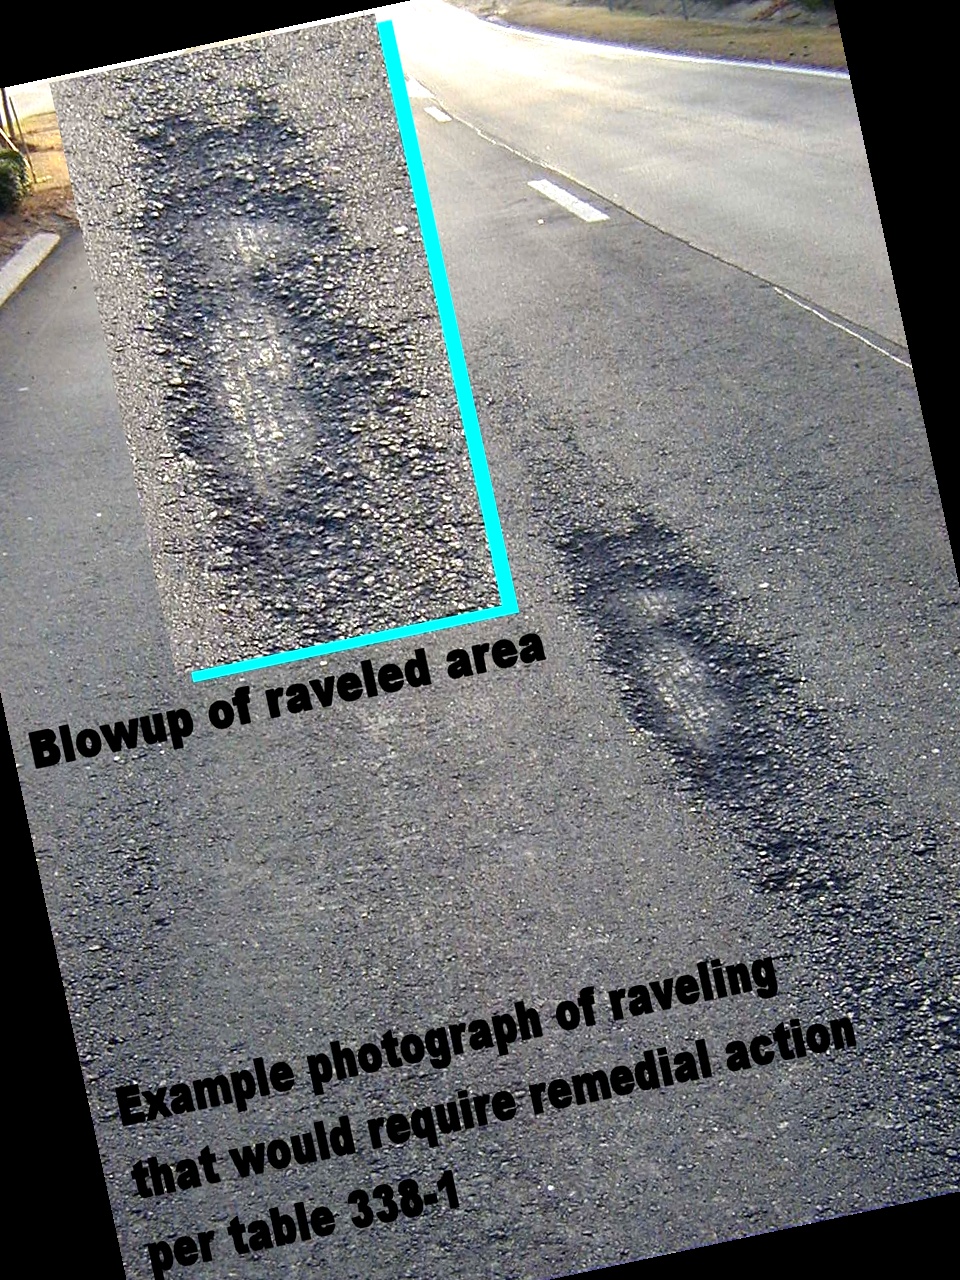 Blowup of raveled area
Example photograph of raveling
that would require remedial action
per table 338-1